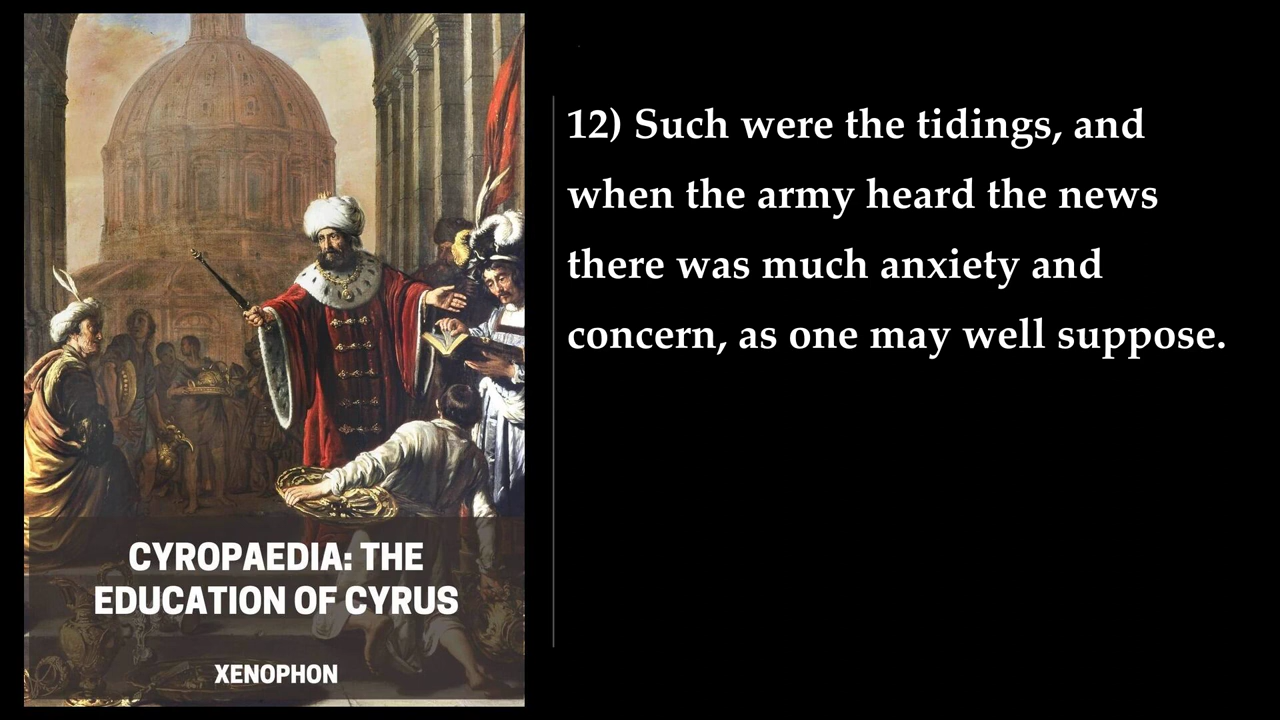 CYROPAEDIA: THE
EDUCATION OF CYRUS
XENOPHON
12) Such were the tidings, and
when the army heard the news
there was much anxiety and
concern, as one may well suppose.